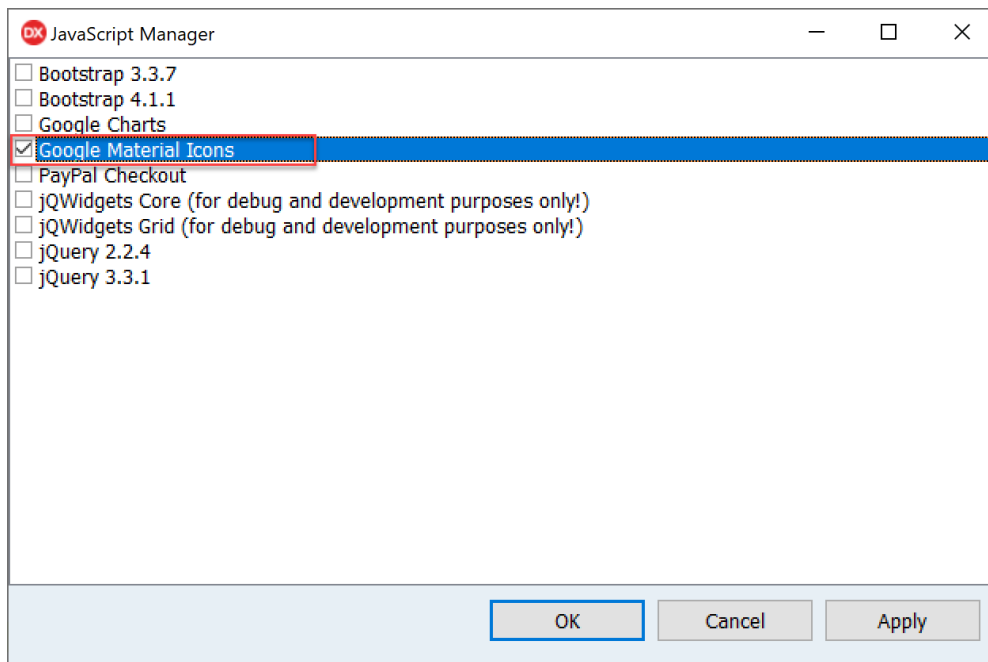 DX JavaScript Manager
Bootstrap 3.3.7
Bootstrap 4.1.1
Google Charts
Google Material Icons
PayPal Checkout
jQWidgets Core (for debug and development purposes only!)
jQWidgets Grid (for debug and development purposes only!)
jQuery 2.2.4
jQuery 3.3.1
OK Cancel Apply